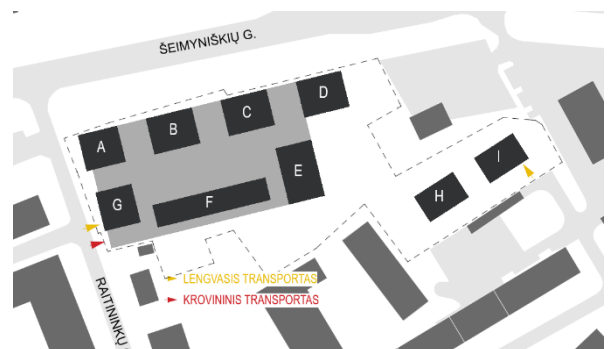 ŠEIMYNIŠKIŲ G.
D
C
B
A
I
E
H
G
F
LENGVASIS TRANSPORTAS
KROVININIS TRANSPORTAS
RAITININKŲ